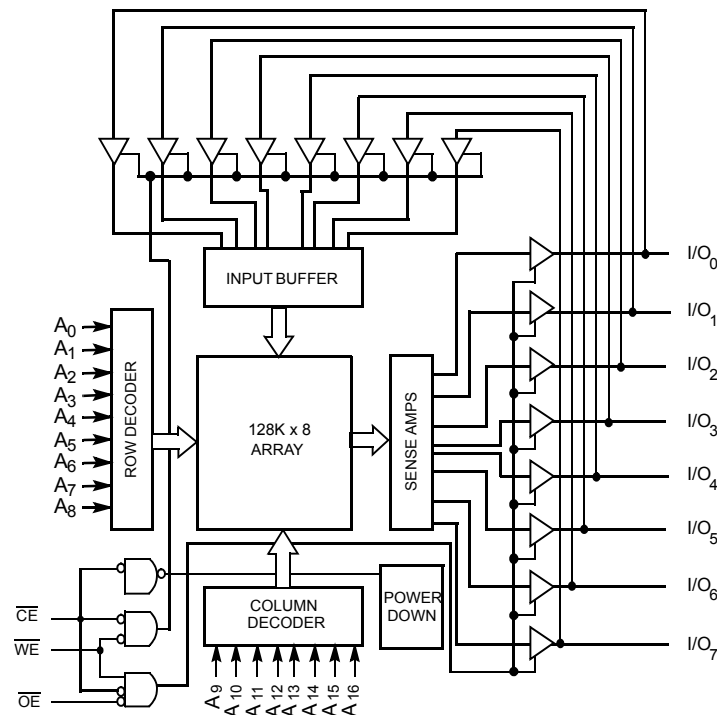 INPUT BUFFER
I/O0
I/O1
I/O2
I/O3
I/O4
I/O5
I/O6
I/O7
A0
A1
A2
A3
A4
A5
A6
A7
A8
ROW DECODER
128K x 8
ARRAY
SENSE AMPS
CE
WE
OE
COLUMN
DECODER
POWER
DOWN
A9
A10
A11
A12
A13
A14
A15
A16